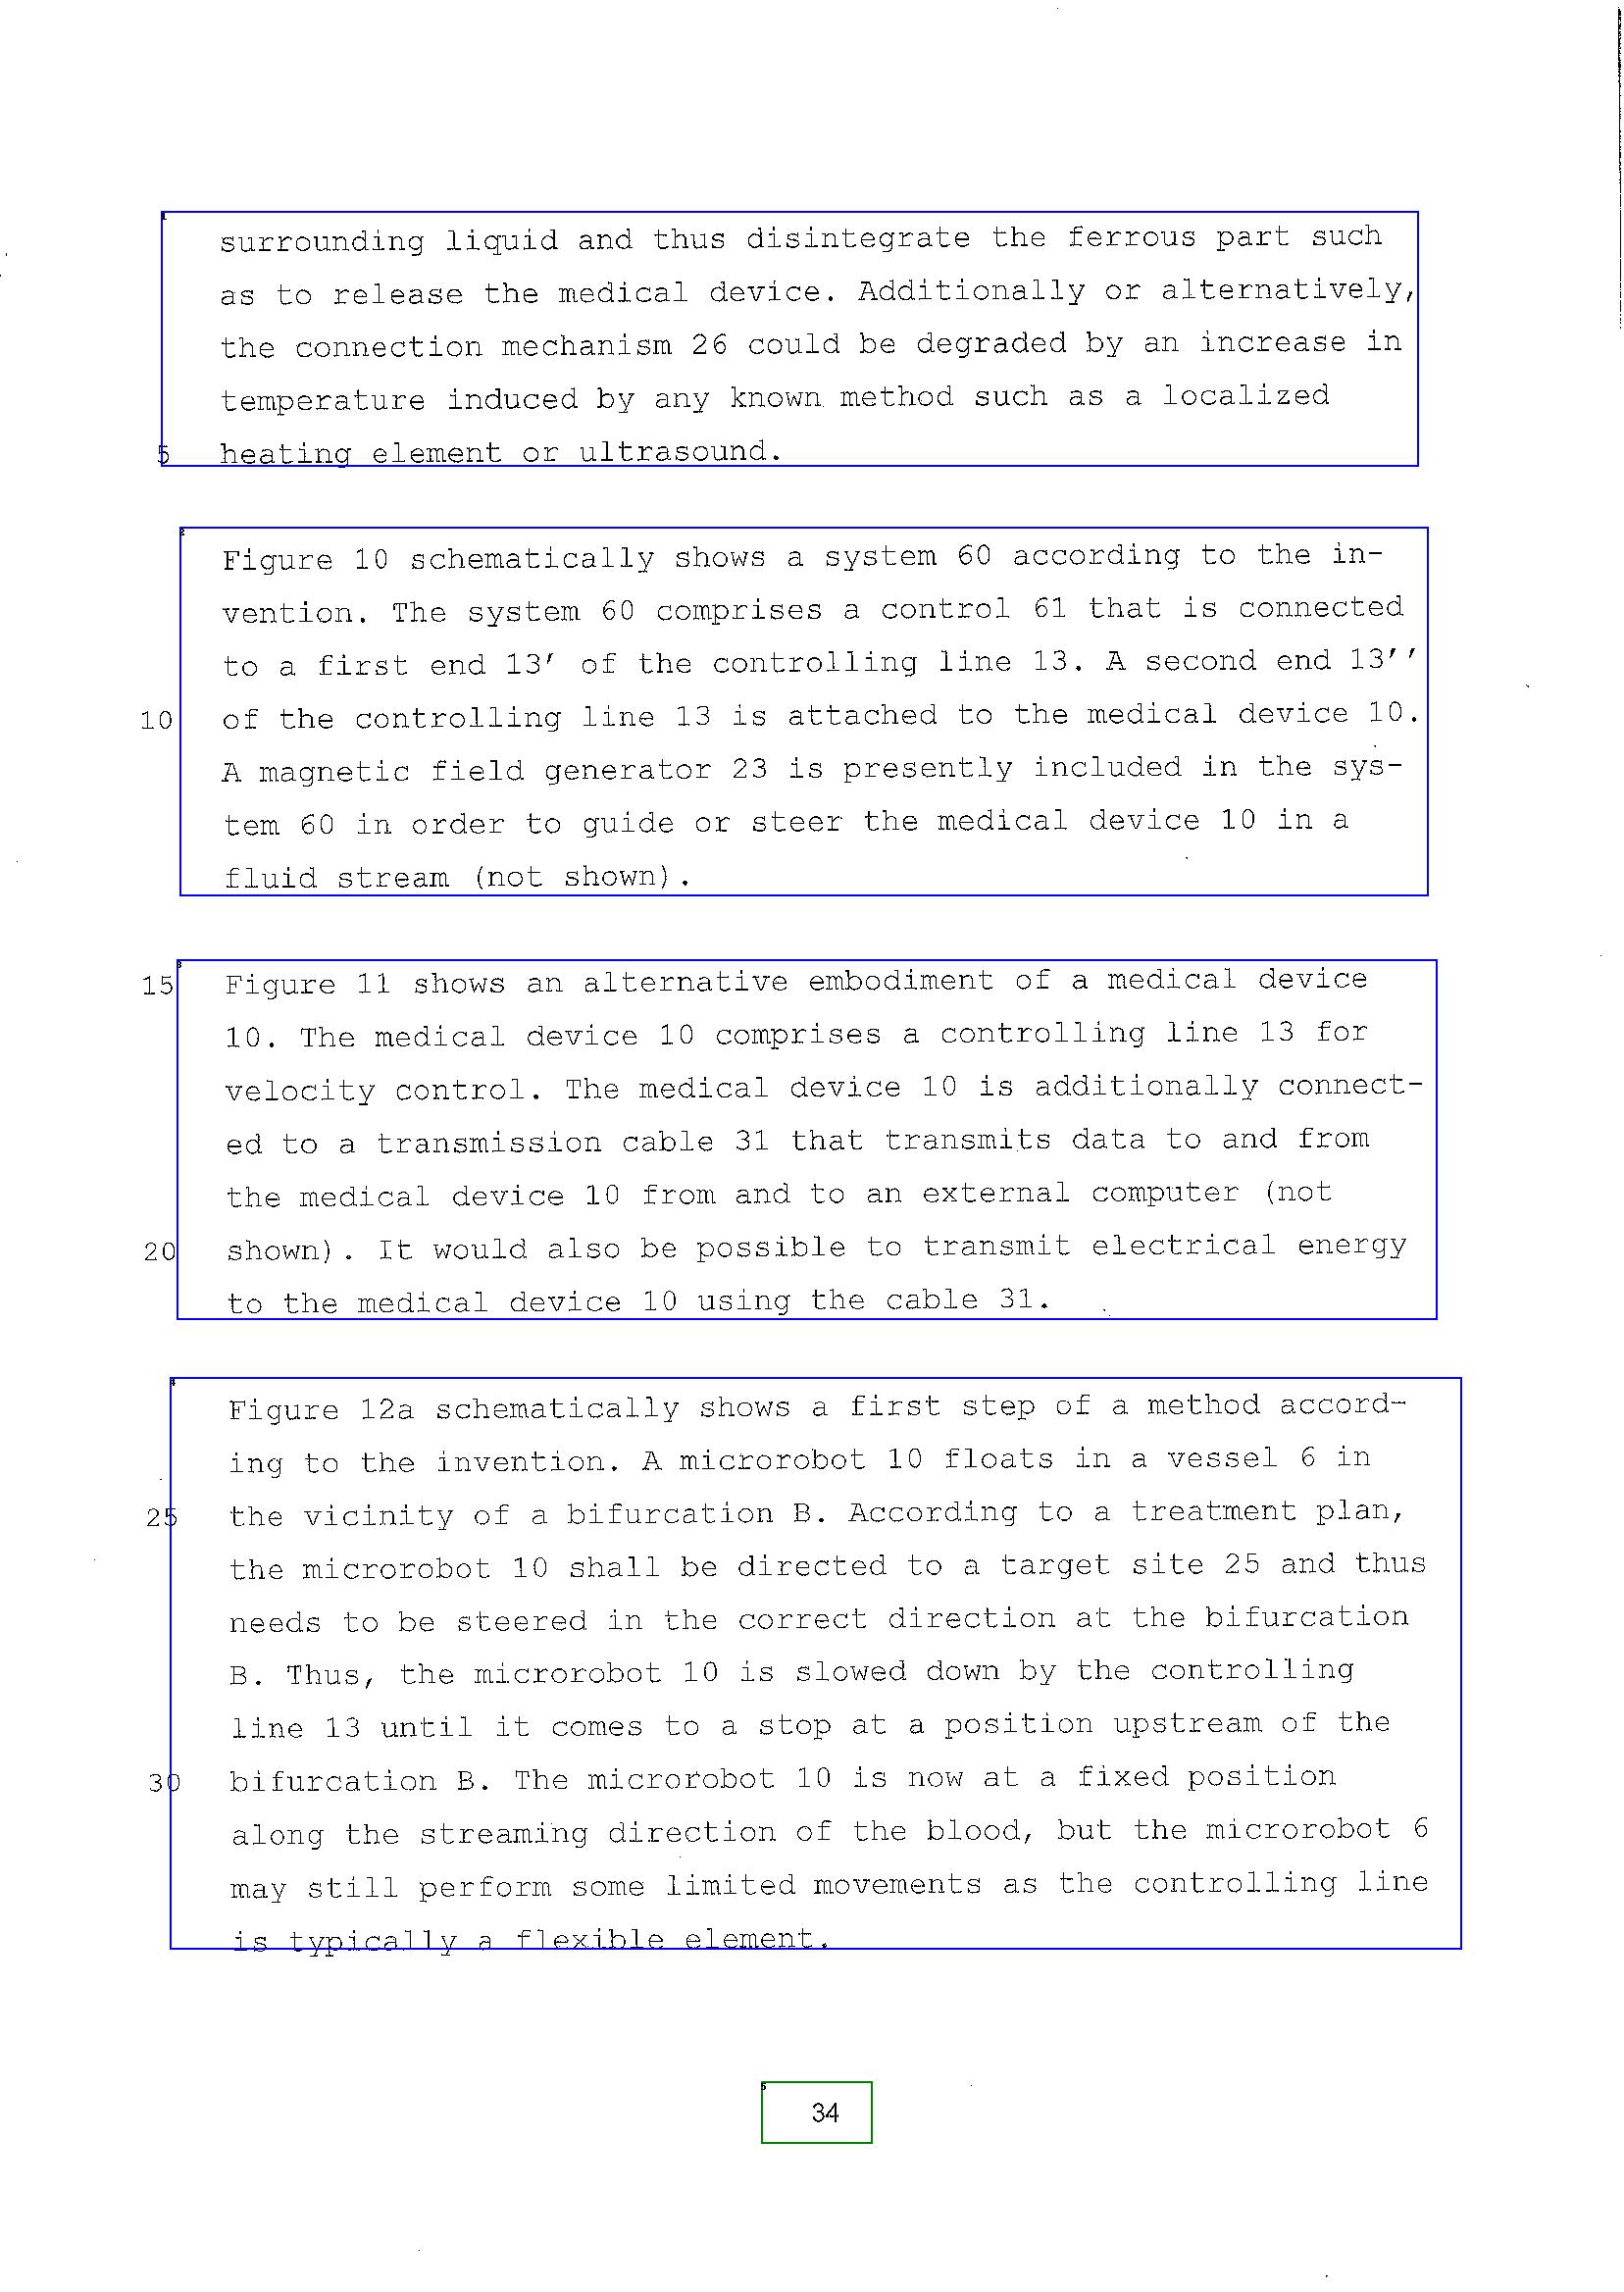 surrounding liquid and thus disintegrate the ferrous part such
as to release the medical device. Additionally or alternatively,
the connection mechanism 26 could be degraded by an increase in
temperature induced by any known method such as a localized
5 heating element or ultrasound.
Figure 10 schematically shows a system 60 according to the in-
vention. The system 60 comprises a control 61 that is connected
to a first end 13' of the controlling line 13. A second end 13''
10 of the controlling line 13 is attached to the medical device 10.
A magnetic field generator 23 is presently included in the sys-
tem 60 in order to guide or steer the medical device 10 in a
fluid stream (not shown).
15 Figure 11 shows an alternative embodiment of a medical device
10. The medical device 10 comprises a controlling line 13 for
velocity control. The medical device 10 is additionally connect-
ed to a transmission cable 31 that transmits data to and from
the medical device 10 from and to an external computer (not
20 shown). It would also be possible to transmit electrical energy
to the medical device 10 using the cable 31.
Figure 12a schematically shows a first step of a method accord-
ing to the invention. A microrobot 10 floats in a vessel 6 in
25 the vicinity of a bifurcation B. According to a treatment plan,
the microrobot 10 shall be directed to a target site 25 and thus
needs to be steered in the correct direction at the bifurcation
B. Thus, the microrobot 10 is slowed down by the controlling
line 13 until it comes to a stop at a position upstream of the
30 bifurcation B. The microrobot 10 is now at a fixed position
along the streaming direction of the blood, but the microrobot 6
may still perform some limited movements as the controlling line
is typically a flexible element.
34